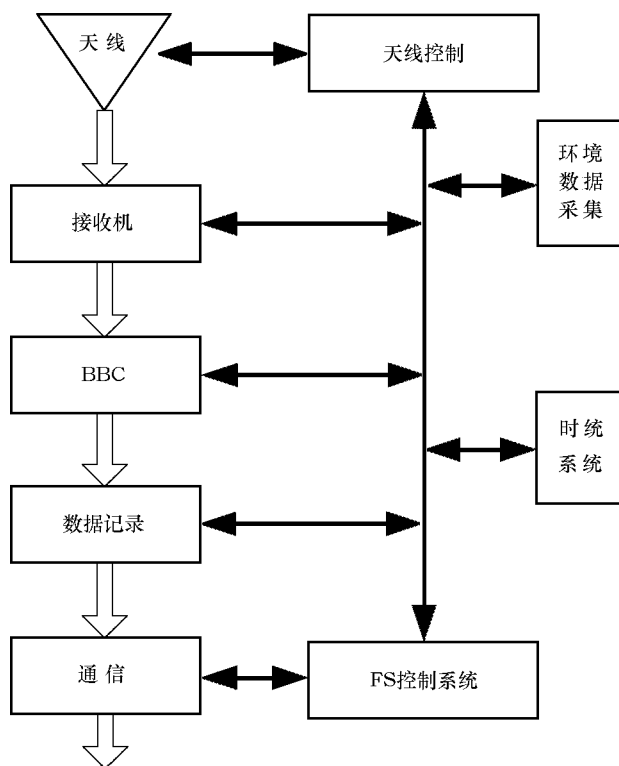 天线
天线控制
环境
数据
采集
接收机
BBC
时统
系统
数据记录
通信
FS控制系统